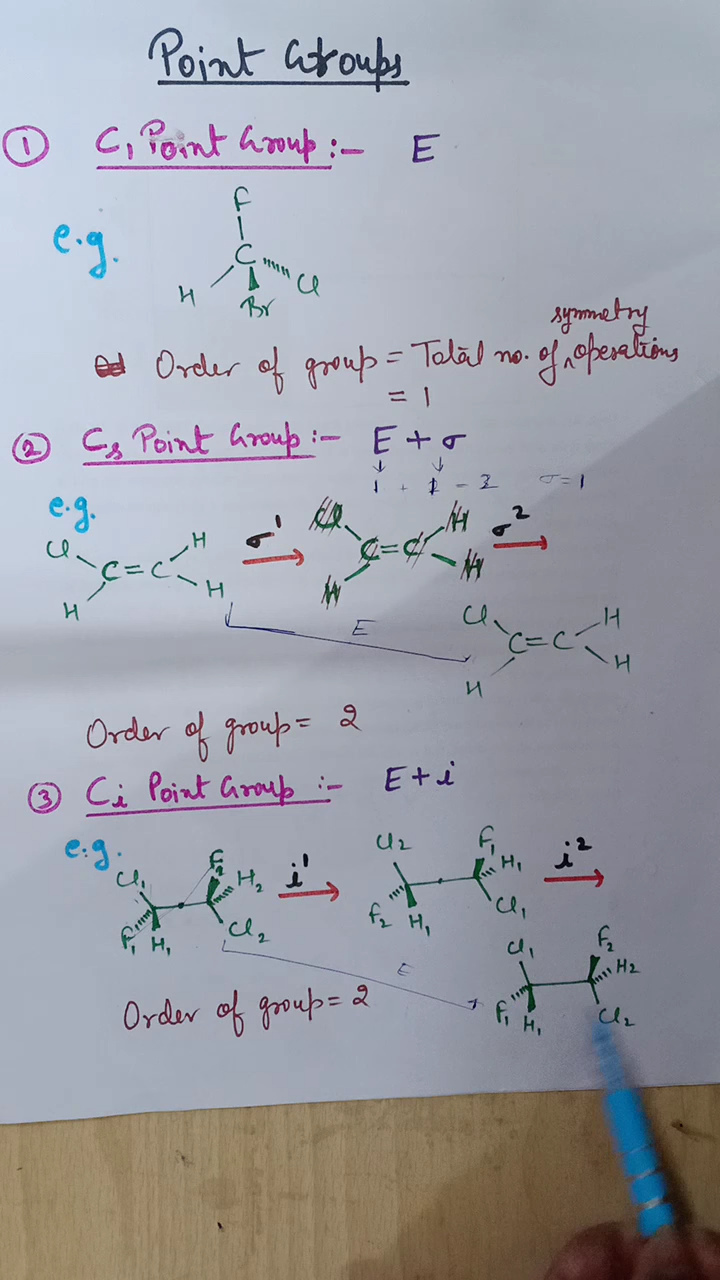 Point Groups
① C₁ Point Group :- E
e.g.
F
C
H Cl
Br
symmetry
Order of group = Total no. of ^ operations
= 1
② Cs Point Group :- E + σ
↓ ↓
1 + 1 = 2 σ = 1
e.g.
Cl H
C = C
H H
σ¹ →
Cl H
C = C
H H
σ² →
E
Cl H
C = C
H H
Order of group = 2
③ Ci Point Group :- E + i
e.g.
Cl₁ F₂ H₂
F₁ H₁ Cl₂
i¹ →
Cl₂ F₁ H₁
F₂ H₁ Cl₁
i² →
E
Cl₁ F₂ H₂
F₁ H₁ Cl₂
Order of group = 2